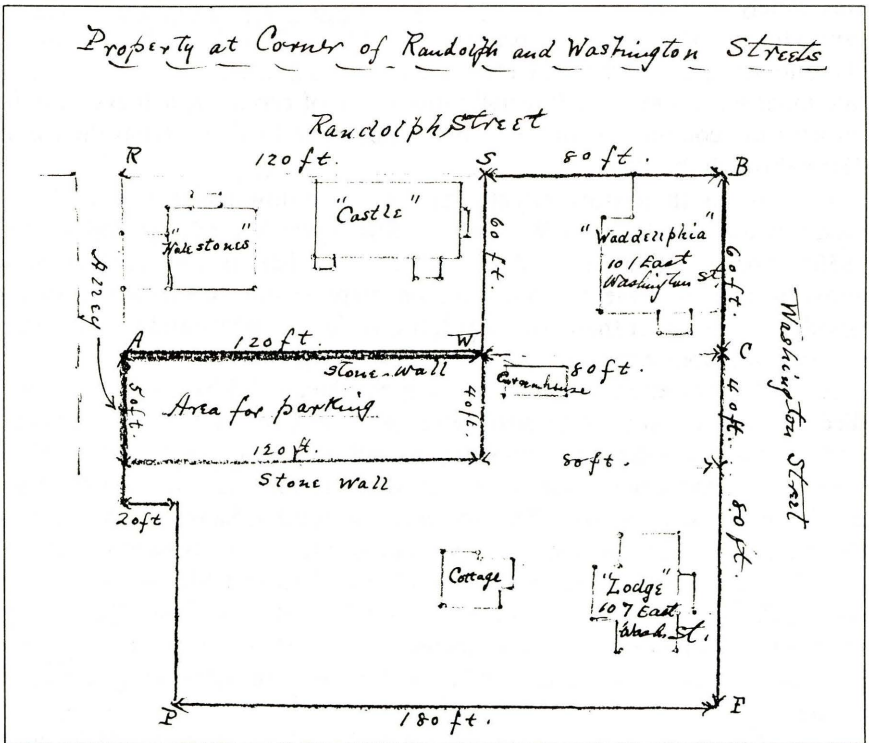 Property at Corner of Randolph and Washington Streets
Randolph Street
R 120 ft. S 80 ft. B
"Castle"
"Halestones"
"Waddellphia"
101 East
Washington St.
60 ft.
60 ft.
Alley
Washington Street
A 120 ft. W C
Stone Wall
80 ft.
Greenhouse
50 ft.
Area for parking
40 ft.
40 ft.
120 ft.
80 ft.
Stone Wall
20 ft
80 ft.
Cottage
"Lodge"
107 East
Wash. St.
P 180 ft. F